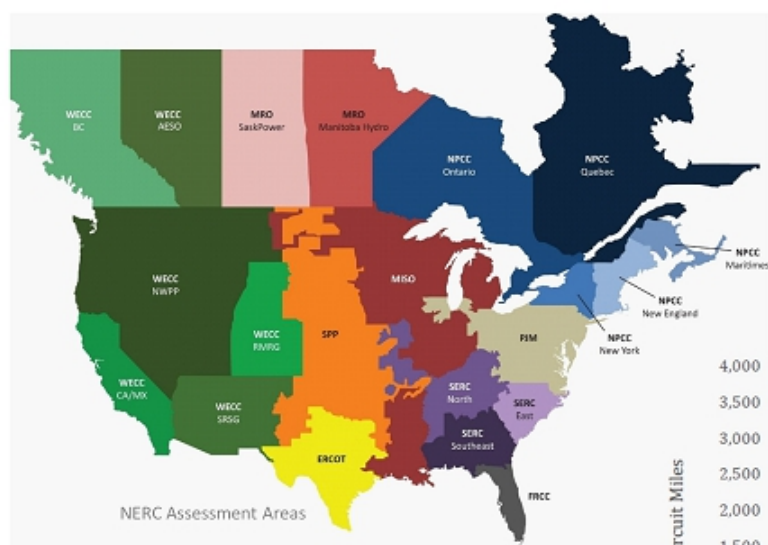 WECC
BC
WECC
AESO
MRO
SaskPower
MRO
Manitoba Hydro
NPCC
Ontario
NPCC
Quebec
NPCC
Maritimes
NPCC
New England
NPCC
New York
WECC
NWPP
WECC
RMRG
MISO
SPP
PJM
WECC
CA/MX
WECC
SRSG
SERC
North
SERC
East
SERC
Southeast
ERCOT
FRCC
NERC Assessment Areas
4,000
3,500
3,000
2,500
2,000
rcuit Miles